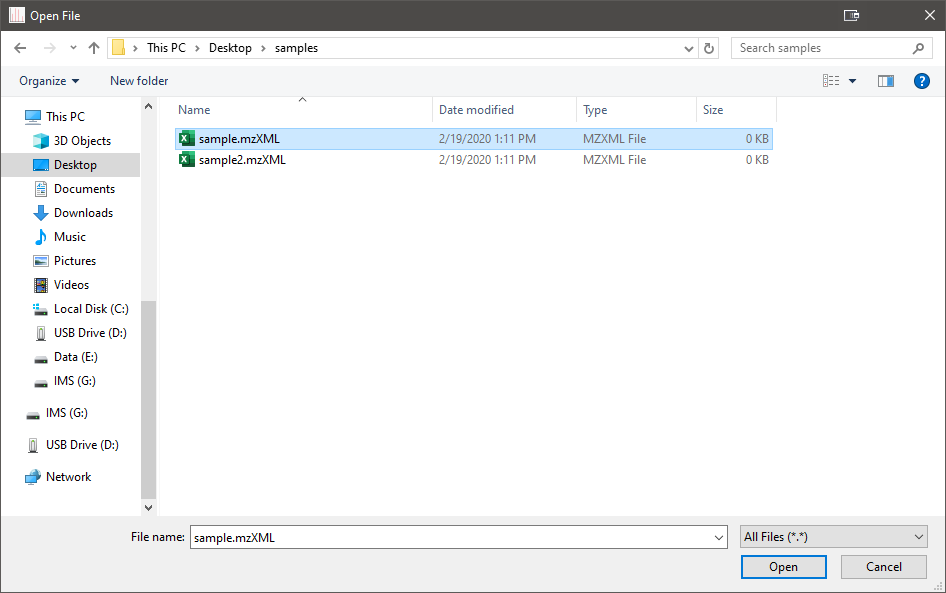 Open File
This PC > Desktop > samples
Search samples
Organize
New folder
Name Date modified Type Size
sample.mzXML 2/19/2020 1:11 PM MZXML File 0 KB
sample2.mzXML 2/19/2020 1:11 PM MZXML File 0 KB
This PC
3D Objects
Desktop
Documents
Downloads
Music
Pictures
Videos
Local Disk (C:)
USB Drive (D:)
Data (E:)
IMS (G:)
IMS (G:)
USB Drive (D:)
Network
File name: sample.mzXML
All Files (*.*)
Open
Cancel